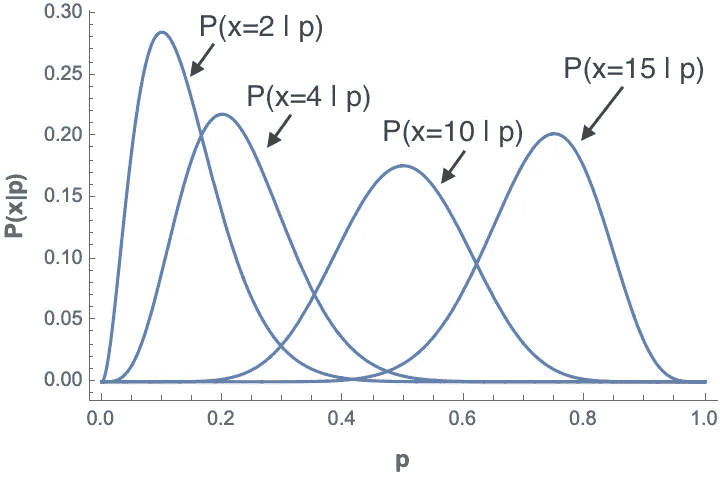 0.30
P(x=2 | p)
0.25
P(x=15 | p)
P(x=4 | p)
0.20
P(x=10 | p)
0.15
P(x|p)
0.10
0.05
0.00
0.0 0.2 0.4 0.6 0.8 1.0
p